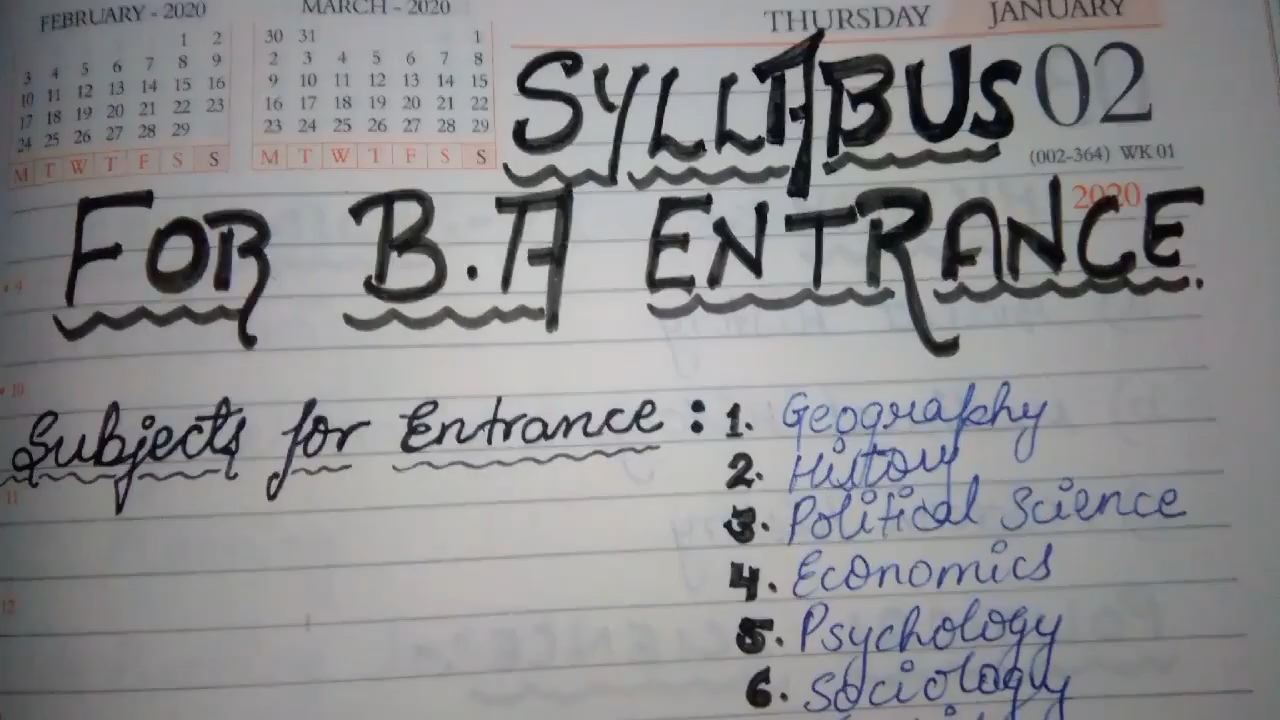 FEBRUARY - 2020
1 2
3 4 5 6 7 8 9
10 11 12 13 14 15 16
17 18 19 20 21 22 23
24 25 26 27 28 29
M T W T F S S
MARCH - 2020
30 31 1
2 3 4 5 6 7 8
9 10 11 12 13 14 15
16 17 18 19 20 21 22
23 24 25 26 27 28 29
M T W T F S S
THURSDAY JANUARY
02
(002-364) WK 01
2020
SYLLABUS
FOR B.A ENTRANCE.
9
10
Subjects for Entrance : 1. Geography
2. History
11
3. Political Science
4. Economics
12
5. Psychology
6. Sociology